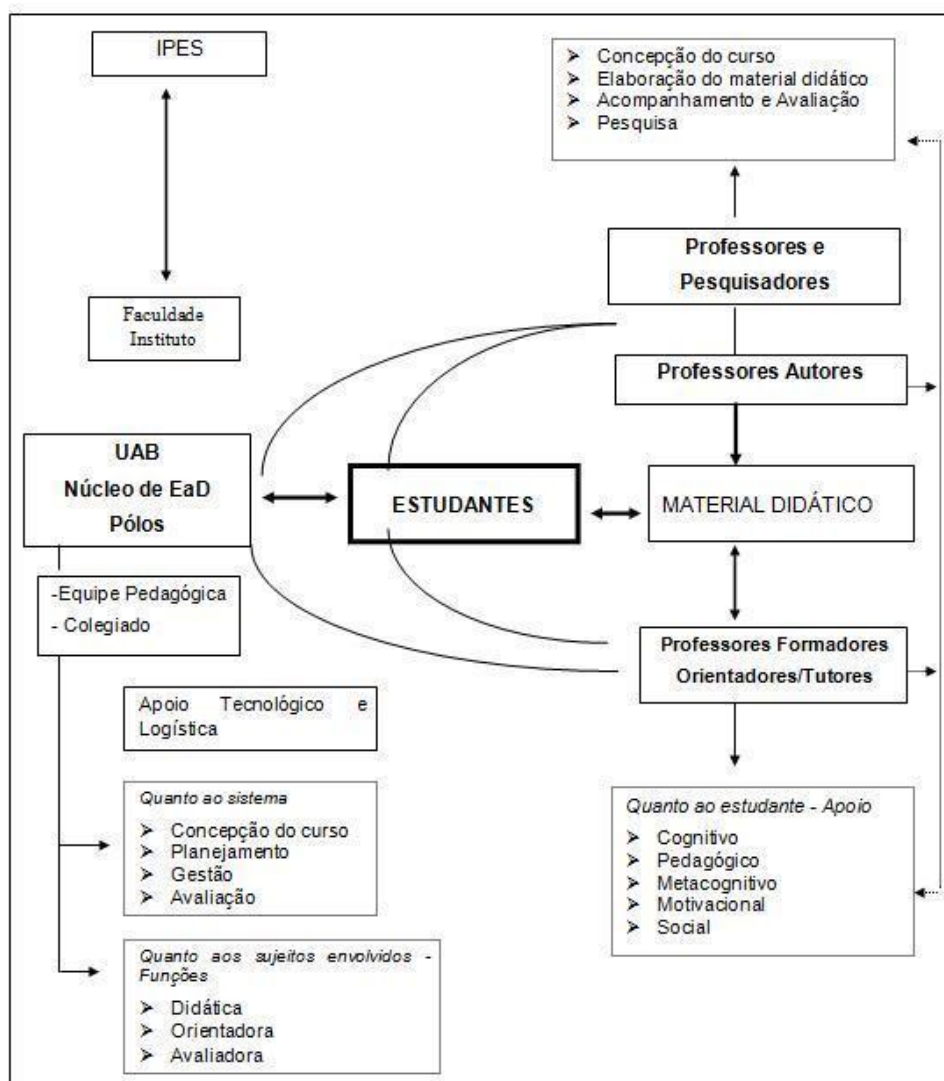 IPES
Faculdade
Instituto
UAB
Núcleo de EaD
Pólos
-Equipe Pedagógica
- Colegiado
Apoio Tecnológico e
Logística
Quanto ao sistema
➢ Concepção do curso
➢ Planejamento
➢ Gestão
➢ Avaliação
Quanto aos sujeitos envolvidos -
Funções
➢ Didática
➢ Orientadora
➢ Avaliadora
ESTUDANTES
➢ Concepção do curso
➢ Elaboração do material didático
➢ Acompanhamento e Avaliação
➢ Pesquisa
Professores e
Pesquisadores
Professores Autores
MATERIAL DIDÁTICO
Professores Formadores
Orientadores/Tutores
Quanto ao estudante - Apoio
➢ Cognitivo
➢ Pedagógico
➢ Metacognitivo
➢ Motivacional
➢ Social